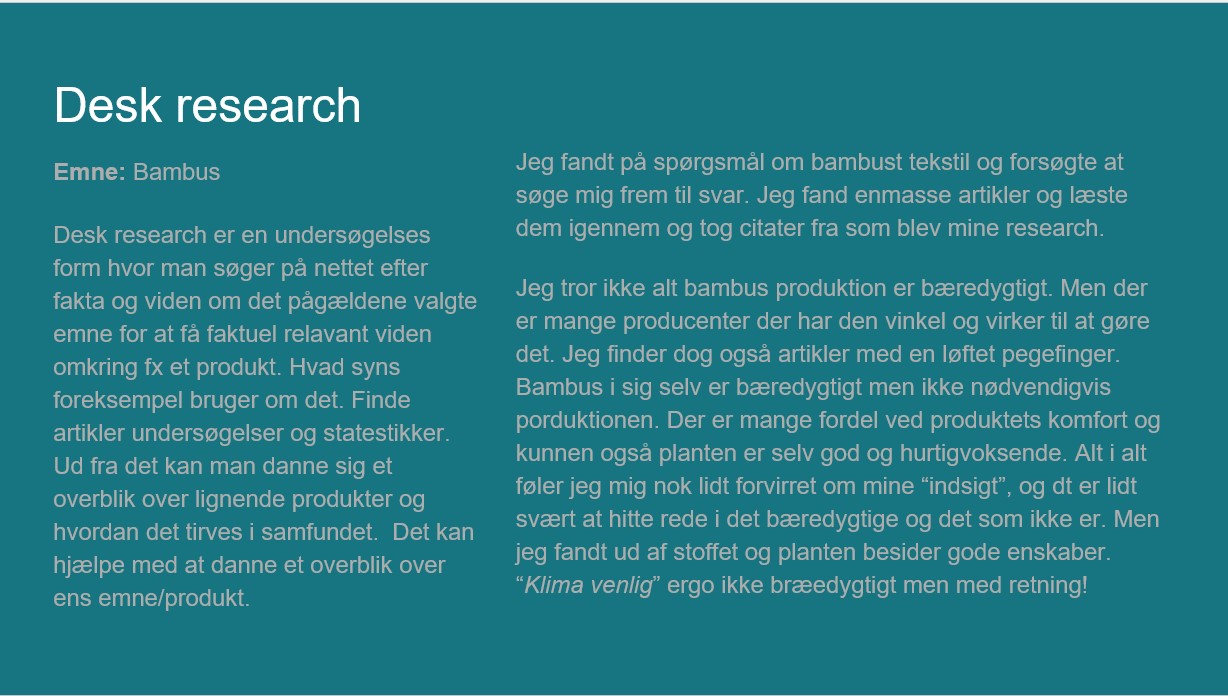 Desk research
Emne: Bambus
Desk research er en undersøgelses
form hvor man søger på nettet efter
fakta og viden om det pågældene valgte
emne for at få faktuel relavant viden
omkring fx et produkt. Hvad syns
foreksempel bruger om det. Finde
artikler undersøgelser og statestikker.
Ud fra det kan man danne sig et
overblik over lignende produkter og
hvordan det tirves i samfundet.  Det kan
hjælpe med at danne et overblik over
ens emne/produkt.
Jeg fandt på spørgsmål om bambust tekstil og forsøgte at
søge mig frem til svar. Jeg fand enmasse artikler og læste
dem igennem og tog citater fra som blev mine research.
Jeg tror ikke alt bambus produktion er bæredygtigt. Men der
er mange producenter der har den vinkel og virker til at gøre
det. Jeg finder dog også artikler med en løftet pegefinger.
Bambus i sig selv er bæredygtigt men ikke nødvendigvis
porduktionen. Der er mange fordel ved produktets komfort og
kunnen også planten er selv god og hurtigvoksende. Alt i alt
føler jeg mig nok lidt forvirret om mine “indsigt”, og dt er lidt
svært at hitte rede i det bæredygtige og det som ikke er. Men
jeg fandt ud af stoffet og planten besider gode enskaber.
“Klima venlig” ergo ikke bræedygtigt men med retning!